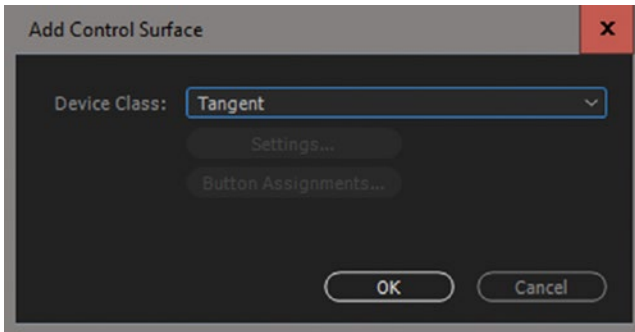 Add Control Surface
x
Device Class: Tangent
Settings...
Button Assignments...
OK Cancel